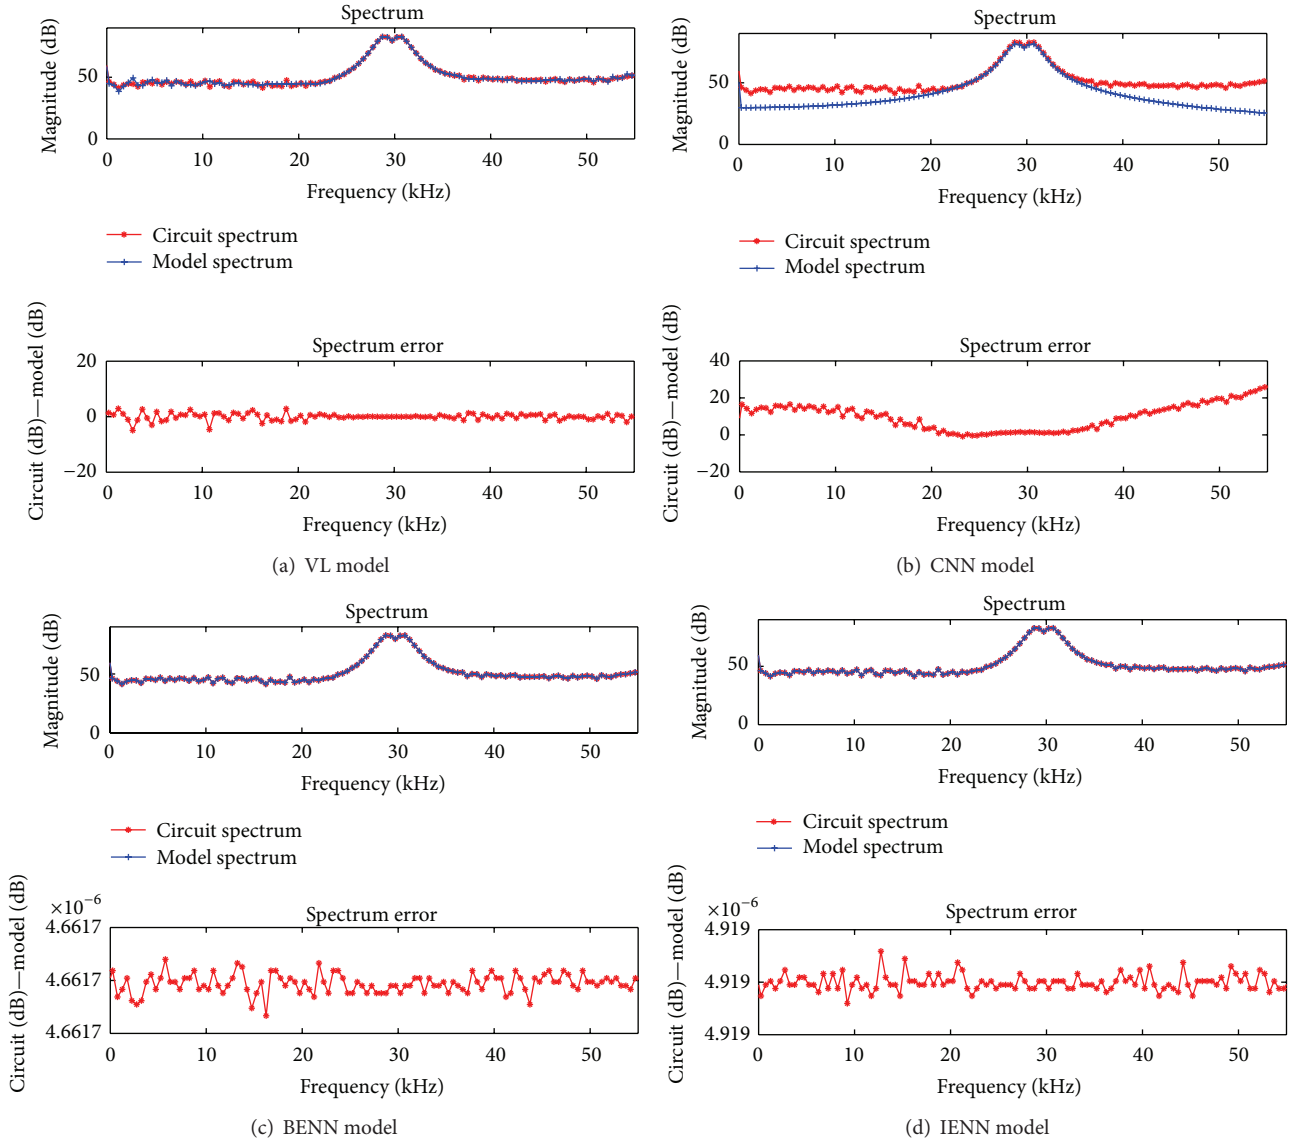 Spectrum
Magnitude (dB)
50
0
0 10 20 30 40 50
Frequency (kHz)
Circuit spectrum
Model spectrum
Spectrum error
Circuit (dB)—model (dB)
20
0
−20
0 10 20 30 40 50
Frequency (kHz)
(a) VL model
Spectrum
Magnitude (dB)
50
0
0 10 20 30 40 50
Frequency (kHz)
Circuit spectrum
Model spectrum
Spectrum error
Circuit (dB)—model (dB)
40
20
0
−20
0 10 20 30 40 50
Frequency (kHz)
(b) CNN model
Spectrum
Magnitude (dB)
50
0
0 10 20 30 40 50
Frequency (kHz)
Circuit spectrum
Model spectrum
×10−6
Spectrum error
Circuit (dB)—model (dB)
4.6617
4.6617
4.6617
0 10 20 30 40 50
Frequency (kHz)
(c) BENN model
Spectrum
Magnitude (dB)
50
0
0 10 20 30 40 50
Frequency (kHz)
Circuit spectrum
Model spectrum
×10−6
Spectrum error
Circuit (dB)—model (dB)
4.919
4.919
4.919
0 10 20 30 40 50
Frequency (kHz)
(d) IENN model